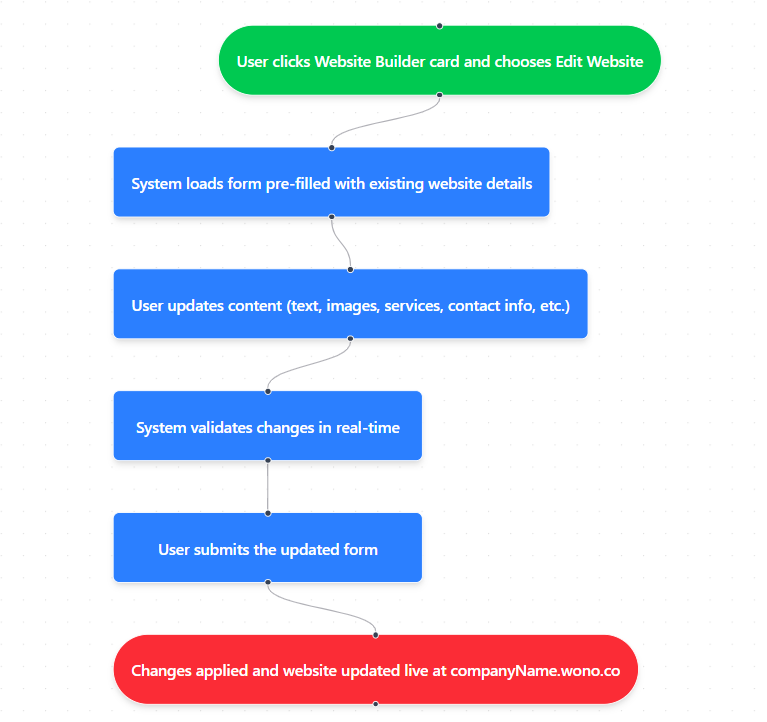 User clicks Website Builder card and chooses Edit Website
System loads form pre-filled with existing website details
User updates content (text, images, services, contact info, etc.)
System validates changes in real-time
User submits the updated form
Changes applied and website updated live at companyName.wono.co